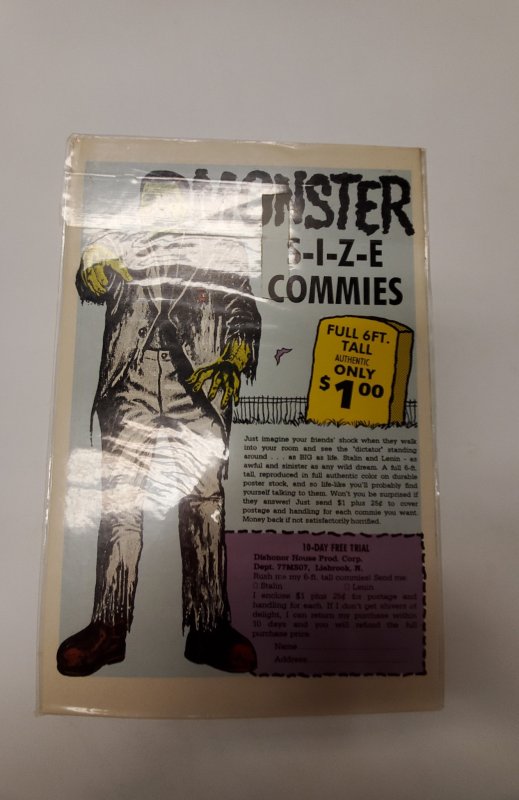 MONSTER
S-I-Z-E
COMMIES
FULL 6FT.
TALL
AUTHENTIC
ONLY
$1 00
Just imagine your friends' shock when they walk
into your room and see the "dictator" standing
around . . . as BIG as life. Stalin and Lenin - as
awful and sinister as any wild dream. A full 6-ft.
tall, reproduced in full authentic color on durable
poster stock, and so life-like you'll probably find
yourself talking to them. Won't you be surprised if
they answer! Just send $1 plus 25¢ to cover
postage and handling for each commie you want.
Money back if not satisfactorily horrified.
10-DAY FREE TRIAL
Dishonor House Prod. Corp.
Dept. 77MS07, Liesbrook, N.
Rush me my 6-ft. tall commies! Send me
Stalin Lenin
I enclose $1 plus 25¢ for postage and
handling for each. If I don't get shivers of
delight, I can return my purchase within
10 days and you will refund the full
purchase price.
Name
Address